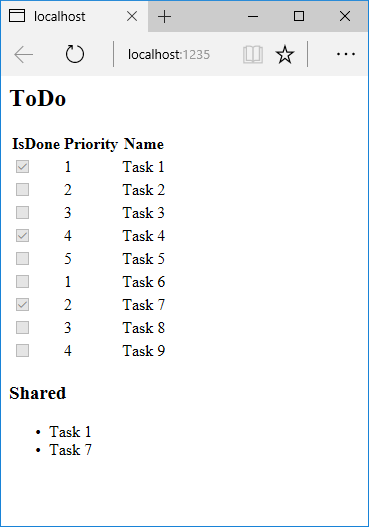 localhost
localhost:1235
ToDo
IsDone Priority Name
1 Task 1
2 Task 2
3 Task 3
4 Task 4
5 Task 5
1 Task 6
2 Task 7
3 Task 8
4 Task 9
Shared
• Task 1
• Task 7